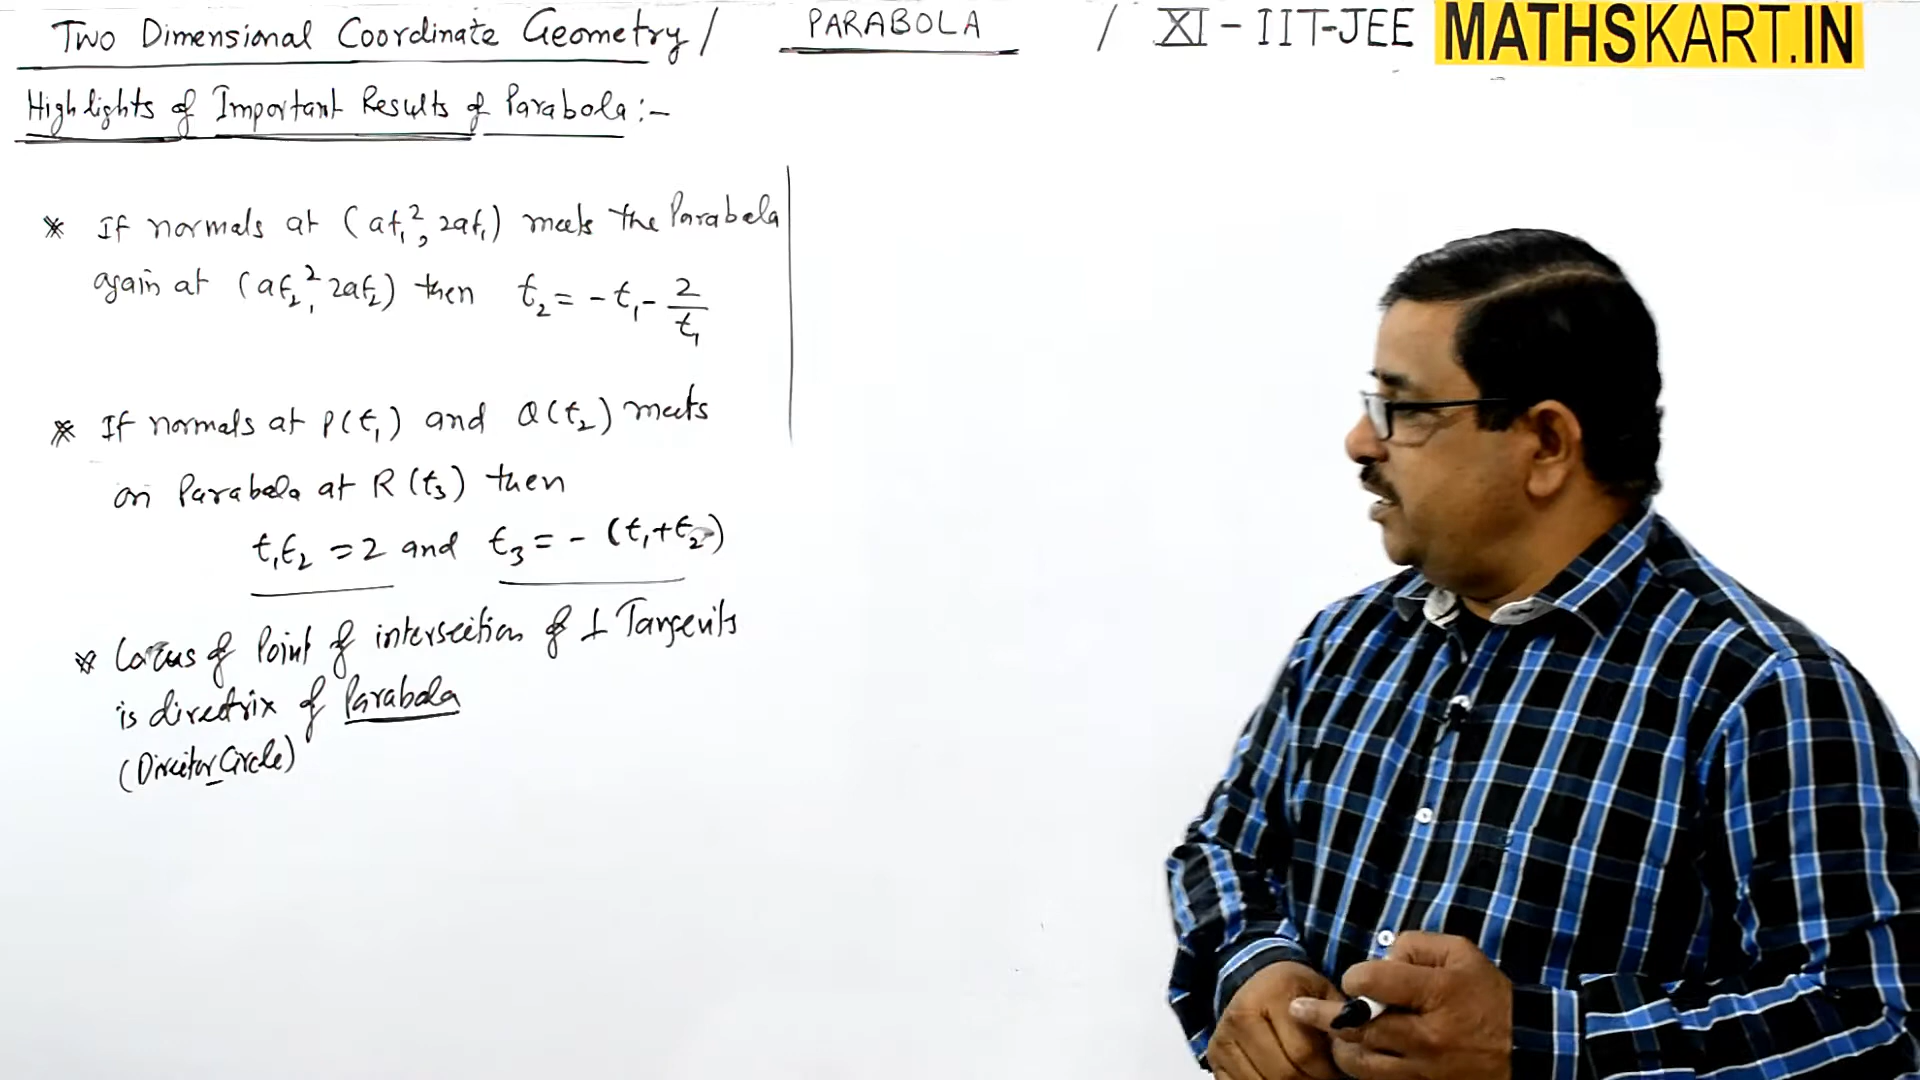 Two Dimensional Coordinate Geometry / PARABOLA / XI - IIT-JEE MATHSKART.IN
Highlights of Important Results of Parabola :-
* If normals at (at₁², 2at₁) meets the Parabola
again at (at₂², 2at₂) then t₂ = -t₁ - 2/t₁
* If normals at P(t₁) and Q(t₂) meets
on Parabola at R(t₃) then
t₁t₂ = 2 and t₃ = -(t₁+t₂)
* Locus of Point of intersection of ⊥ Tangents
is directrix of Parabola
(Director Circle)